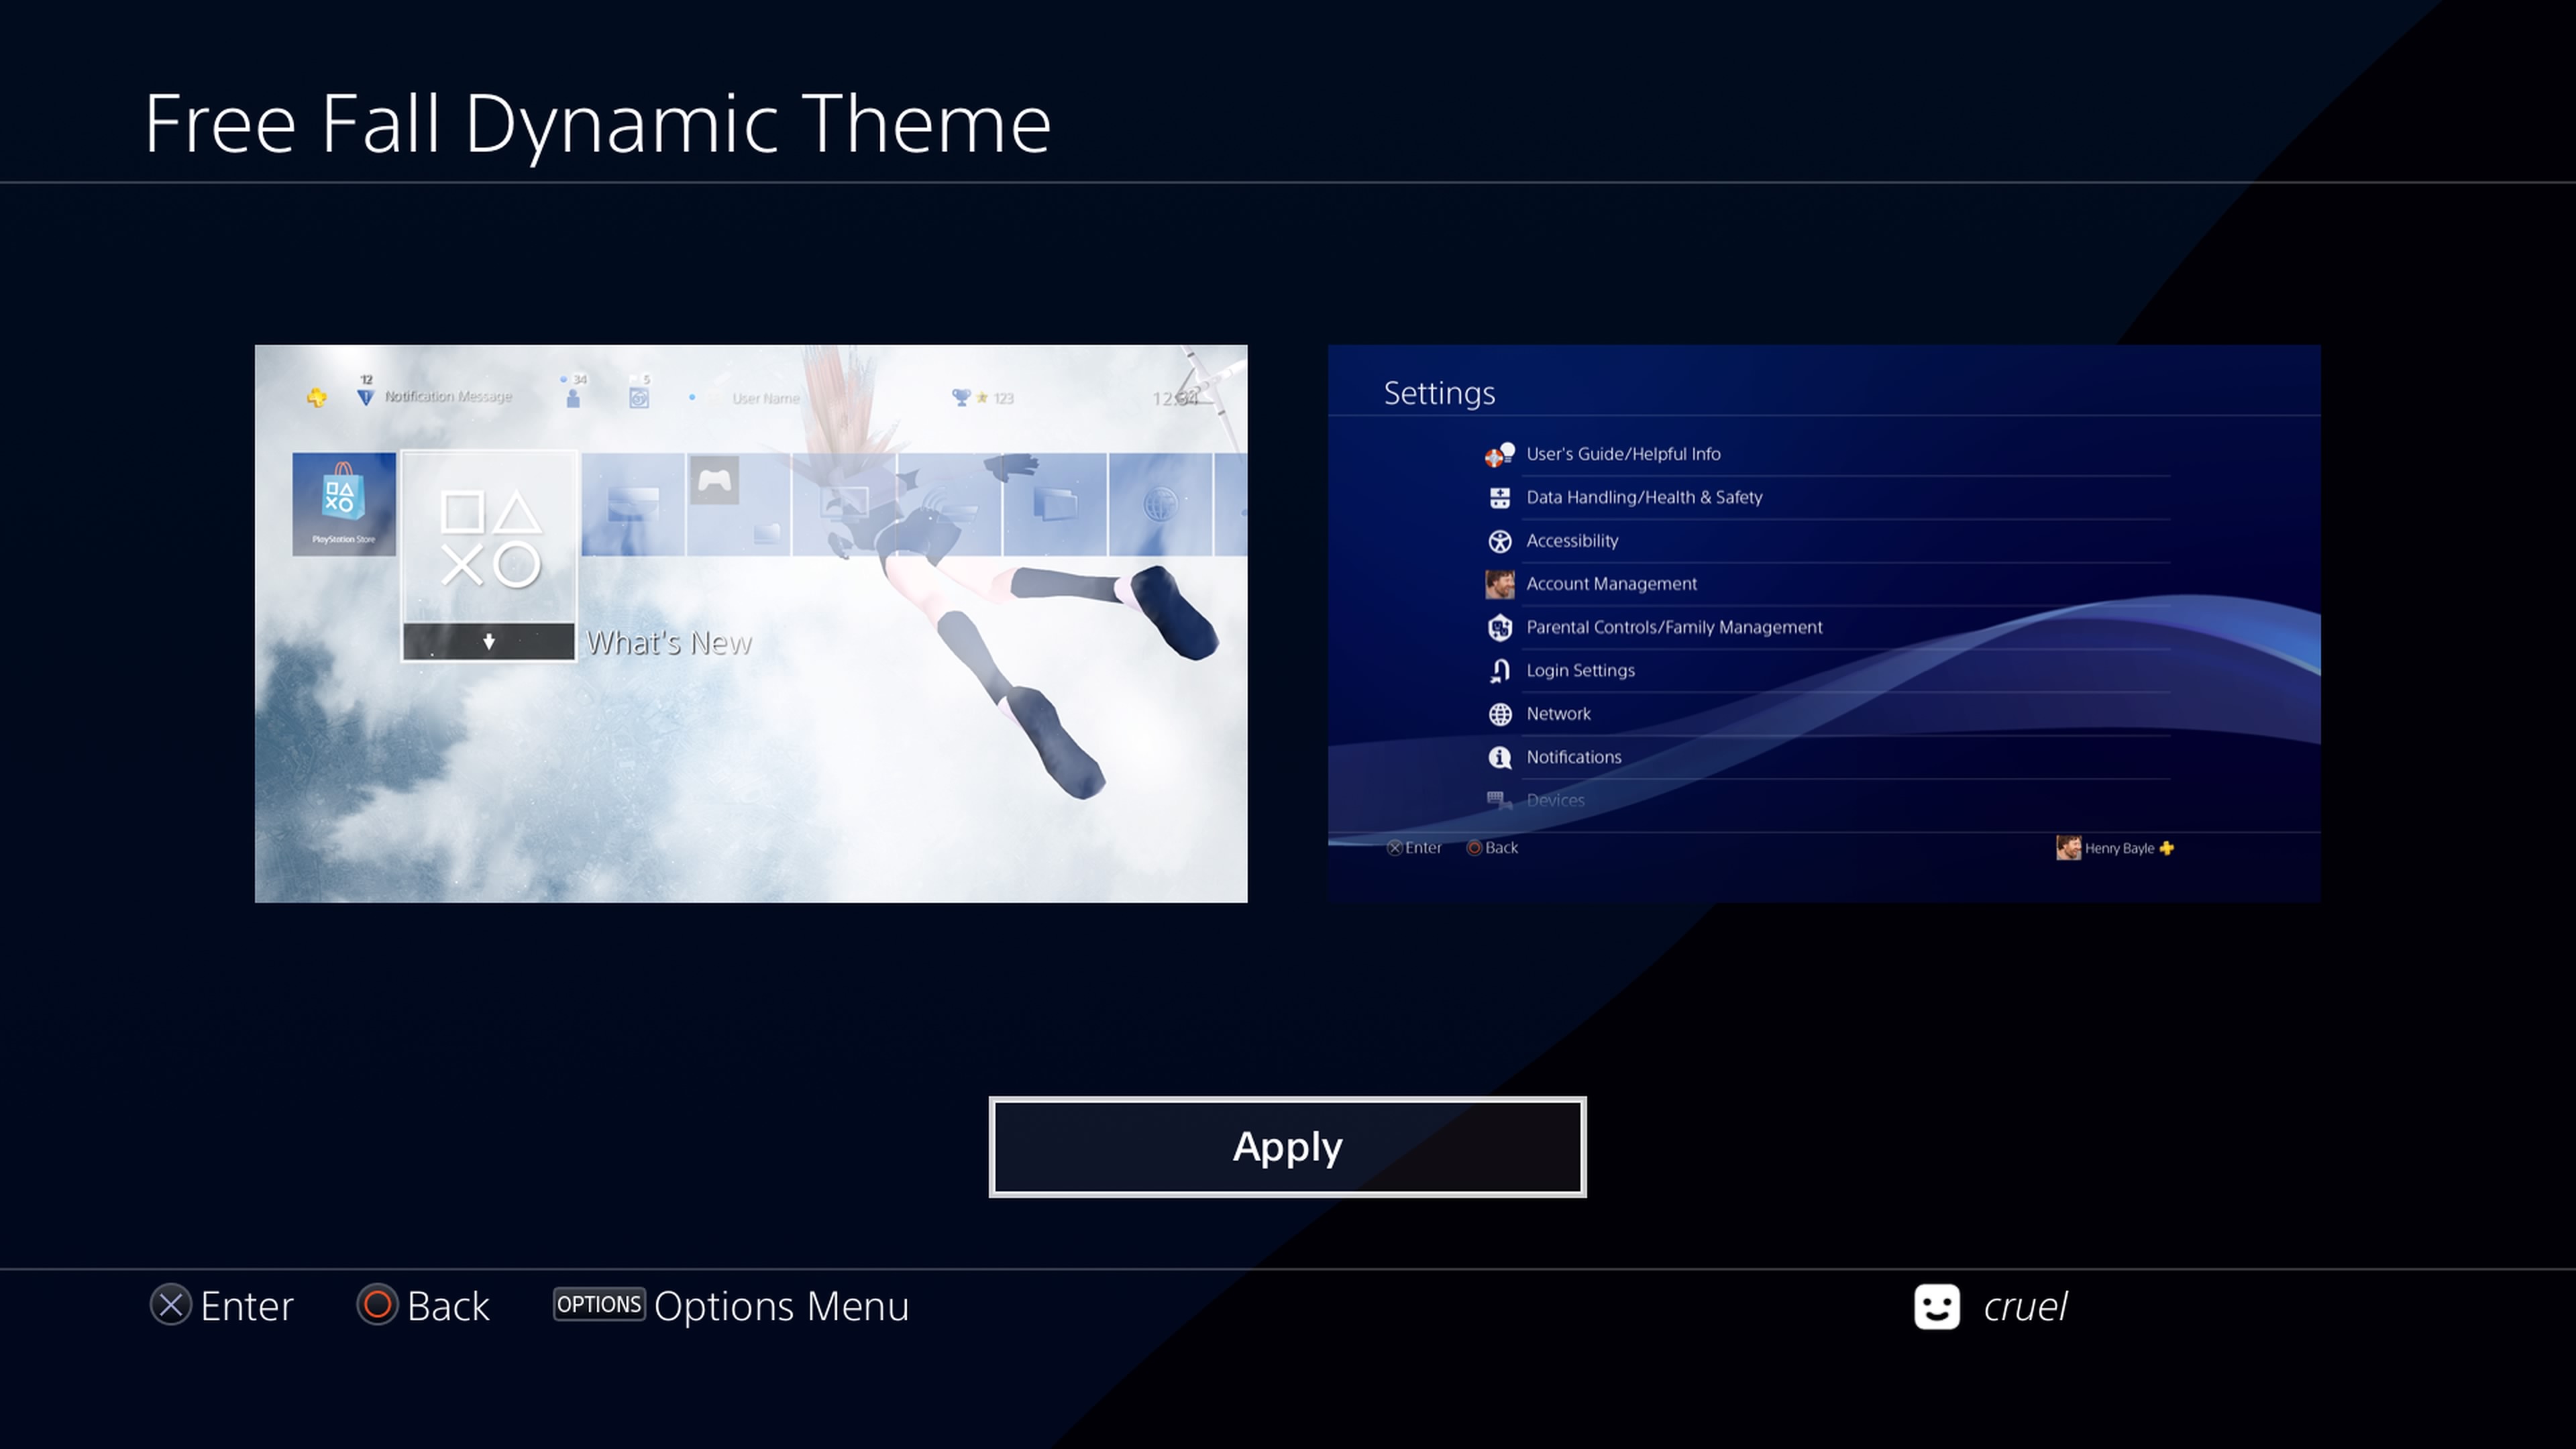 Free Fall Dynamic Theme
12
34
5
Notification Message
User Name
123
12:34
PlayStation Store
What's New
Settings
User's Guide/Helpful Info
Data Handling/Health & Safety
Accessibility
Account Management
Parental Controls/Family Management
Login Settings
Network
Notifications
Devices
Enter
Back
Henry Bayle
Apply
Enter
Back
OPTIONS
Options Menu
cruel